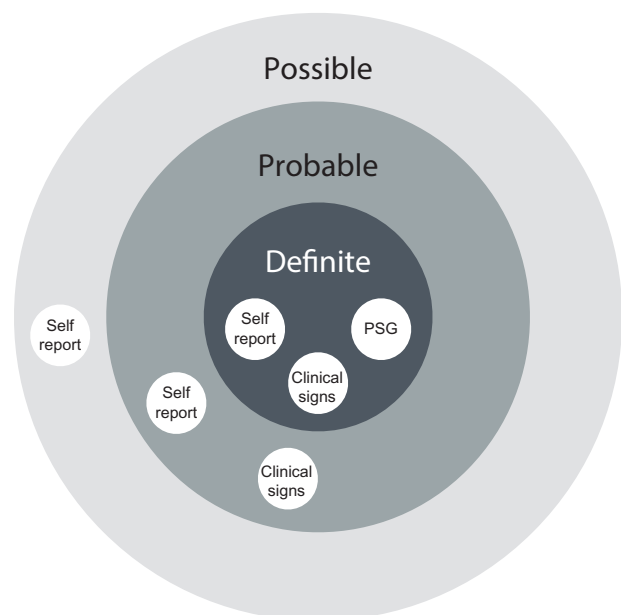 Possible
Probable
Definite
Self
report
PSG
Self
report
Clinical
signs
Self
report
Clinical
signs